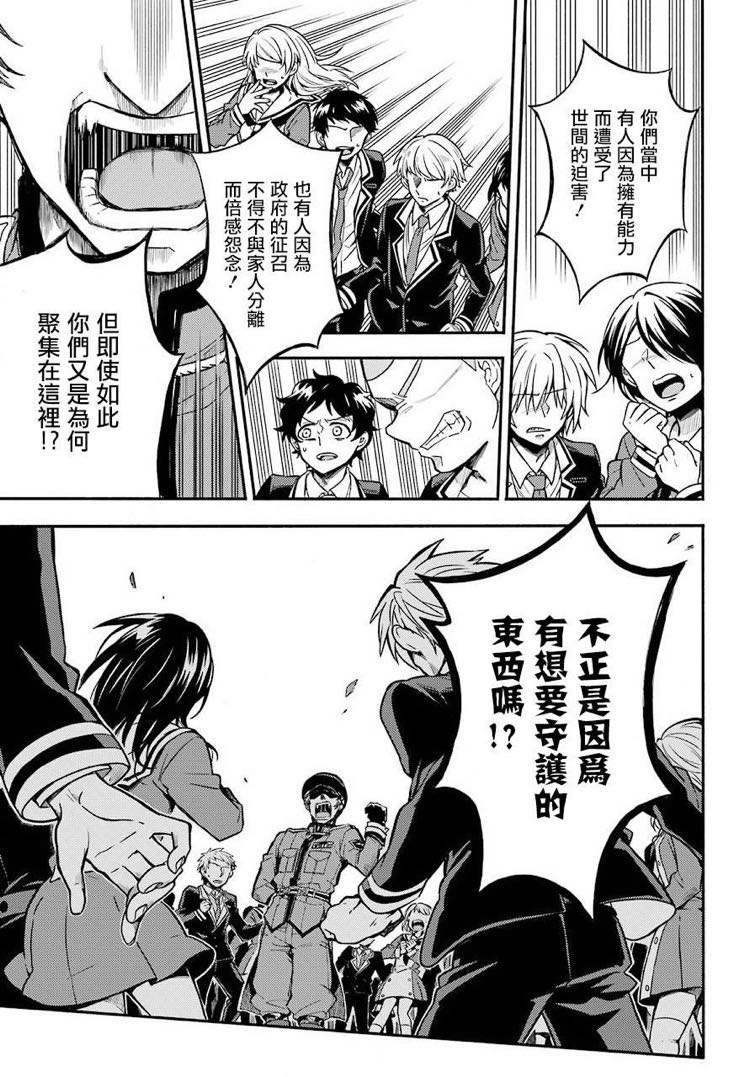 你們當中
有人因為擁有能力
而遭受了
世間的迫害！
也有人因為
政府的征召
不得不與家人分離
而倍感怨念！
但即使如此
你們又是為何
聚集在這裡!?
不正是因爲
有想要守護的
東西嗎!?